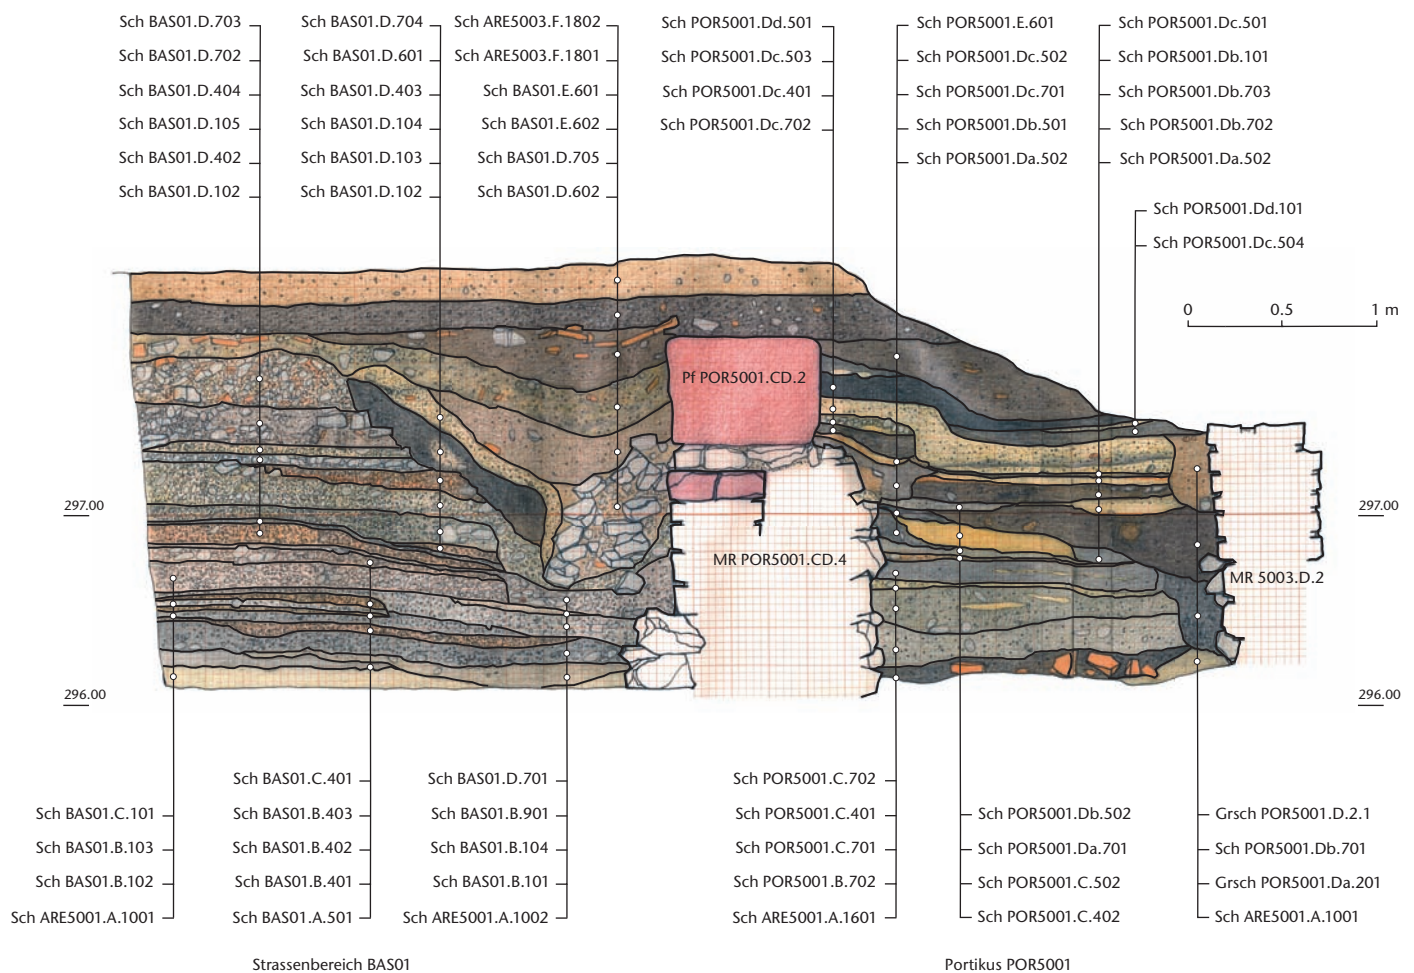 Sch BAS01.D.703
Sch BAS01.D.702
Sch BAS01.D.404
Sch BAS01.D.105
Sch BAS01.D.402
Sch BAS01.D.102
Sch BAS01.D.704
Sch BAS01.D.601
Sch BAS01.D.403
Sch BAS01.D.104
Sch BAS01.D.103
Sch BAS01.D.102
Sch ARE5003.F.1802
Sch ARE5003.F.1801
Sch BAS01.E.601
Sch BAS01.E.602
Sch BAS01.D.705
Sch BAS01.D.602
Sch POR5001.Dd.501
Sch POR5001.Dc.503
Sch POR5001.Dc.401
Sch POR5001.Dc.702
Sch POR5001.E.601
Sch POR5001.Dc.502
Sch POR5001.Dc.701
Sch POR5001.Db.501
Sch POR5001.Da.502
Sch POR5001.Dc.501
Sch POR5001.Db.101
Sch POR5001.Db.703
Sch POR5001.Db.702
Sch POR5001.Da.502
Sch POR5001.Dd.101
Sch POR5001.Dc.504
0 0.5 1 m
Pf POR5001.CD.2
297.00
297.00
MR POR5001.CD.4
MR 5003.D.2
296.00
296.00
Sch BAS01.C.101
Sch BAS01.B.103
Sch BAS01.B.102
Sch ARE5001.A.1001
Sch BAS01.C.401
Sch BAS01.B.403
Sch BAS01.B.402
Sch BAS01.B.401
Sch BAS01.A.501
Sch BAS01.D.701
Sch BAS01.B.901
Sch BAS01.B.104
Sch BAS01.B.101
Sch ARE5001.A.1002
Sch POR5001.C.702
Sch POR5001.C.401
Sch POR5001.C.701
Sch POR5001.B.702
Sch ARE5001.A.1601
Sch POR5001.Db.502
Sch POR5001.Da.701
Sch POR5001.C.502
Sch POR5001.C.402
Grsch POR5001.D.2.1
Sch POR5001.Db.701
Grsch POR5001.Da.201
Sch ARE5001.A.1001
Strassenbereich BAS01
Portikus POR5001